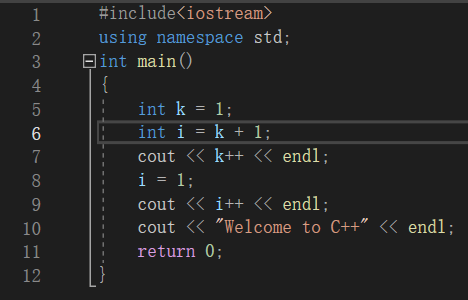 1 #include<iostream>
2 using namespace std;
3 int main()
4 {
5 int k = 1;
6 int i = k + 1;
7 cout << k++ << endl;
8 i = 1;
9 cout << i++ << endl;
10 cout << "Welcome to C++" << endl;
11 return 0;
12 }